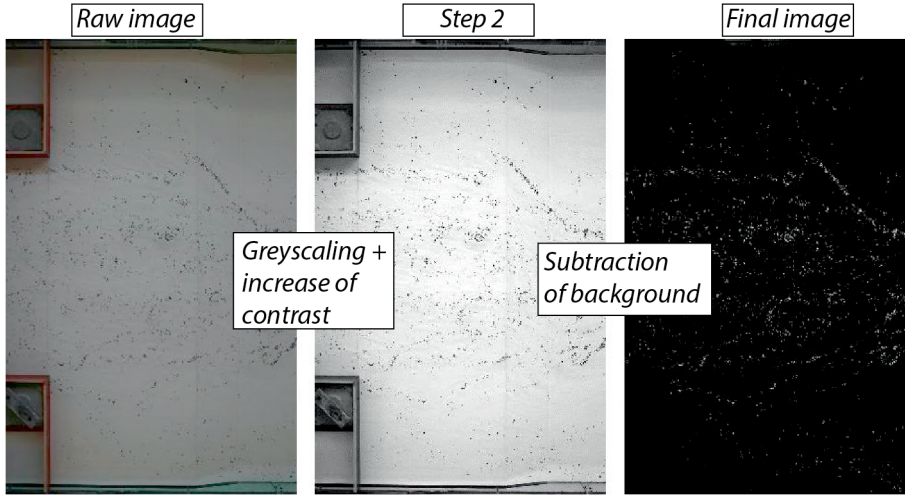 Raw image
Step 2
Final image
Greyscaling +
increase of
contrast
Subtraction
of background